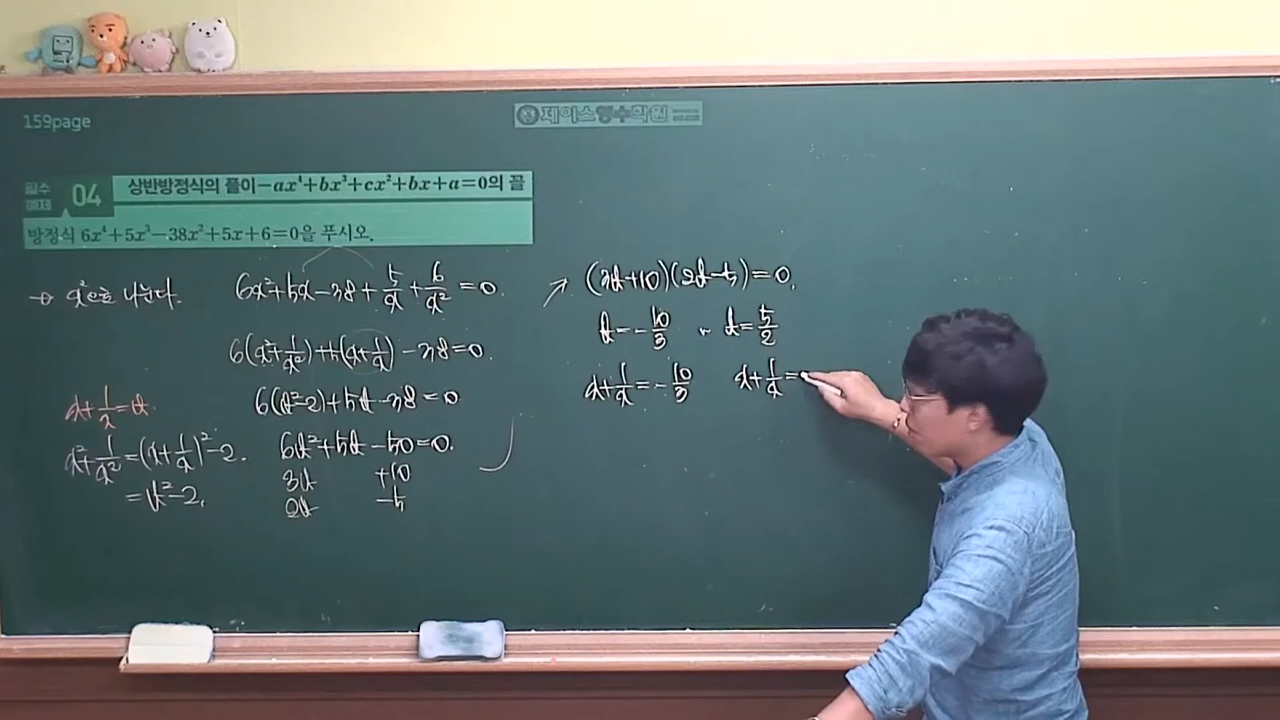 159page
제이스영수학원
필수 예제 04 상반방정식의 풀이-ax⁴+bx³+cx²+bx+a=0의 꼴
방정식 6x⁴+5x³-38x²+5x+6=0을 푸시오.
→ x²으로 나눈다. 6x²+5x-38+5/x+6/x²=0.
6(x²+1/x²)+5(x+1/x)-38=0.
x+1/x=t.
6(t²-2)+5t-38=0
x²+1/x²=(x+1/x)²-2.
=t²-2.
6t²+5t-50=0.
3t +10
2t -5
↗ (3t+10)(2t-5)=0.
t=-10/3 , t=5/2
x+1/x=-10/3 x+1/x=